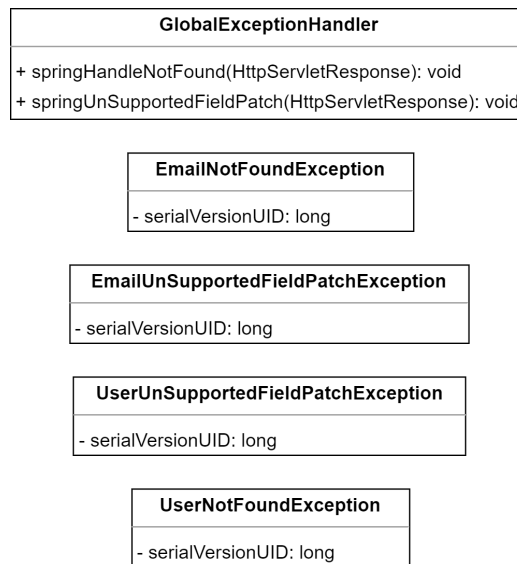 GlobalExceptionHandler
+ springHandleNotFound(HttpServletResponse): void
+ springUnSupportedFieldPatch(HttpServletResponse): void
EmailNotFoundException
- serialVersionUID: long
EmailUnSupportedFieldPatchException
- serialVersionUID: long
UserUnSupportedFieldPatchException
- serialVersionUID: long
UserNotFoundException
- serialVersionUID: long